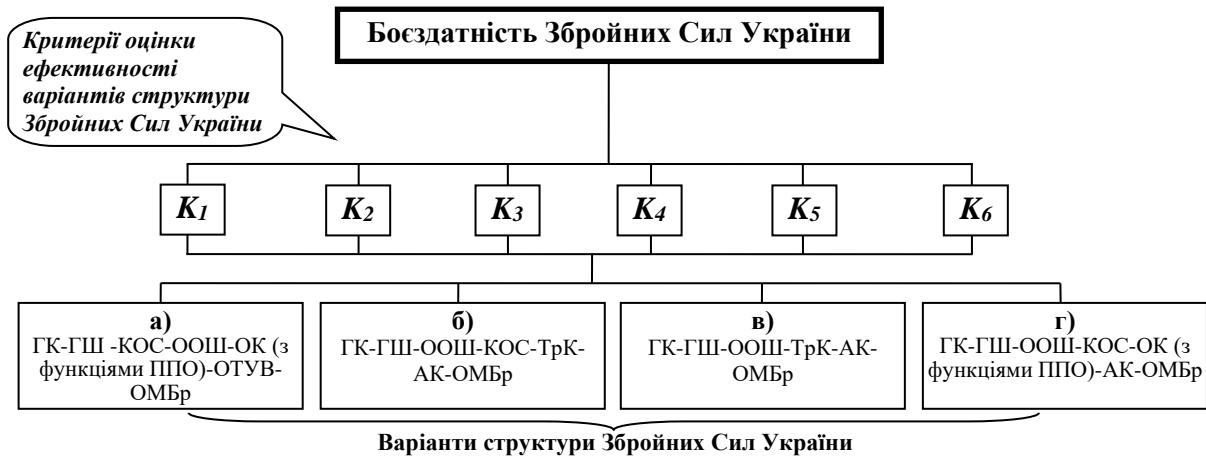 Боєздатність Збройних Сил України
Критерії оцінки
ефективності
варіантів структури
Збройних Сил України
K1
K2
K3
K4
K5
K6
а)
ГК-ГШ -КОС-ООШ-ОК (з
функціями ППО)-ОТУВ-
ОМБр
б)
ГК-ГШ-ООШ-КОС-ТрК-
АК-ОМБр
в)
ГК-ГШ-ООШ-ТрК-АК-
ОМБр
г)
ГК-ГШ-ООШ-КОС-ОК (з
функціями ППО)-АК-ОМБр
Варіанти структури Збройних Сил України